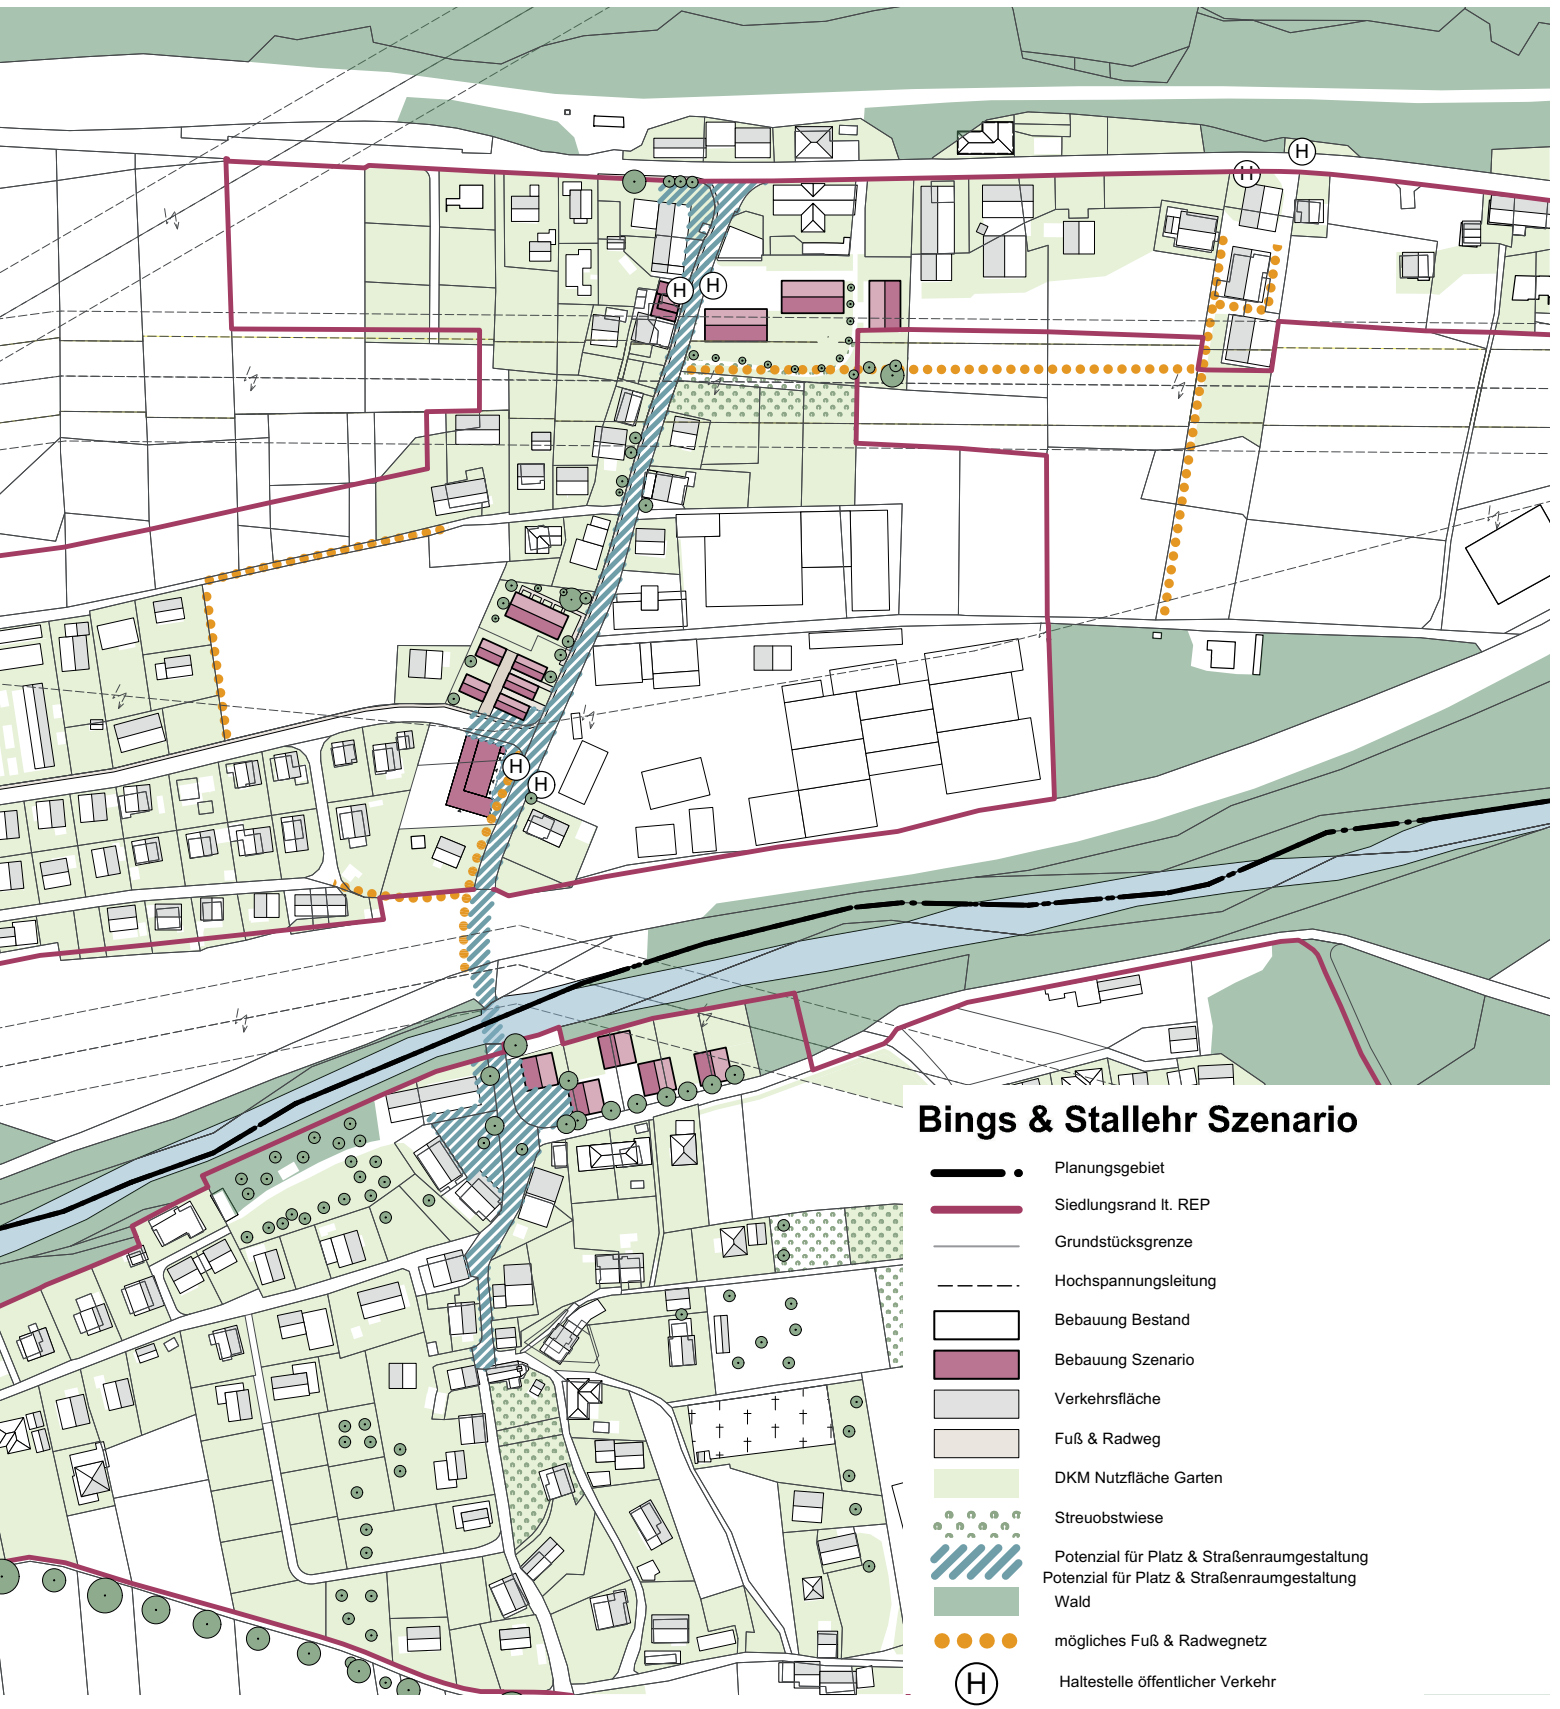 H
H
H
H
H
H
Bings & Stallehr Szenario
Planungsgebiet
Siedlungsrand lt. REP
Grundstücksgrenze
Hochspannungsleitung
Bebauung Bestand
Bebauung Szenario
Verkehrsfläche
Fuß & Radweg
DKM Nutzfläche Garten
Streuobstwiese
Potenzial für Platz & Straßenraumgestaltung
Potenzial für Platz & Straßenraumgestaltung
Wald
mögliches Fuß & Radwegnetz
H
Haltestelle öffentlicher Verkehr